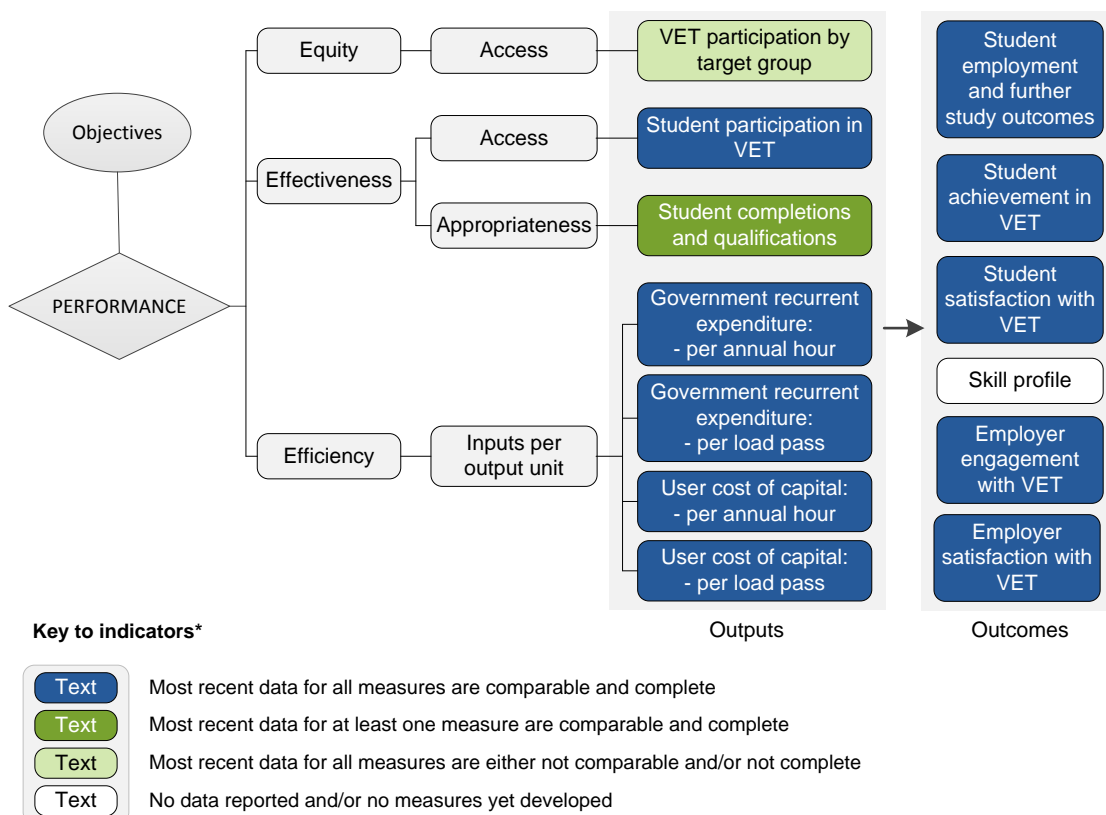 Objectives
PERFORMANCE
Equity
Access
VET participation by
target group
Effectiveness
Access
Student participation in
VET
Appropriateness
Student completions
and qualifications
Efficiency
Inputs per
output unit
Government recurrent
expenditure:
- per annual hour
Government recurrent
expenditure:
- per load pass
User cost of capital:
- per annual hour
User cost of capital:
- per load pass
Outputs
Student
employment
and further
study outcomes
Student
achievement in
VET
Student
satisfaction with
VET
Skill profile
Employer
engagement
with VET
Employer
satisfaction with
VET
Outcomes
Key to indicators*
Text Most recent data for all measures are comparable and complete
Text Most recent data for at least one measure are comparable and complete
Text Most recent data for all measures are either not comparable and/or not complete
Text No data reported and/or no measures yet developed